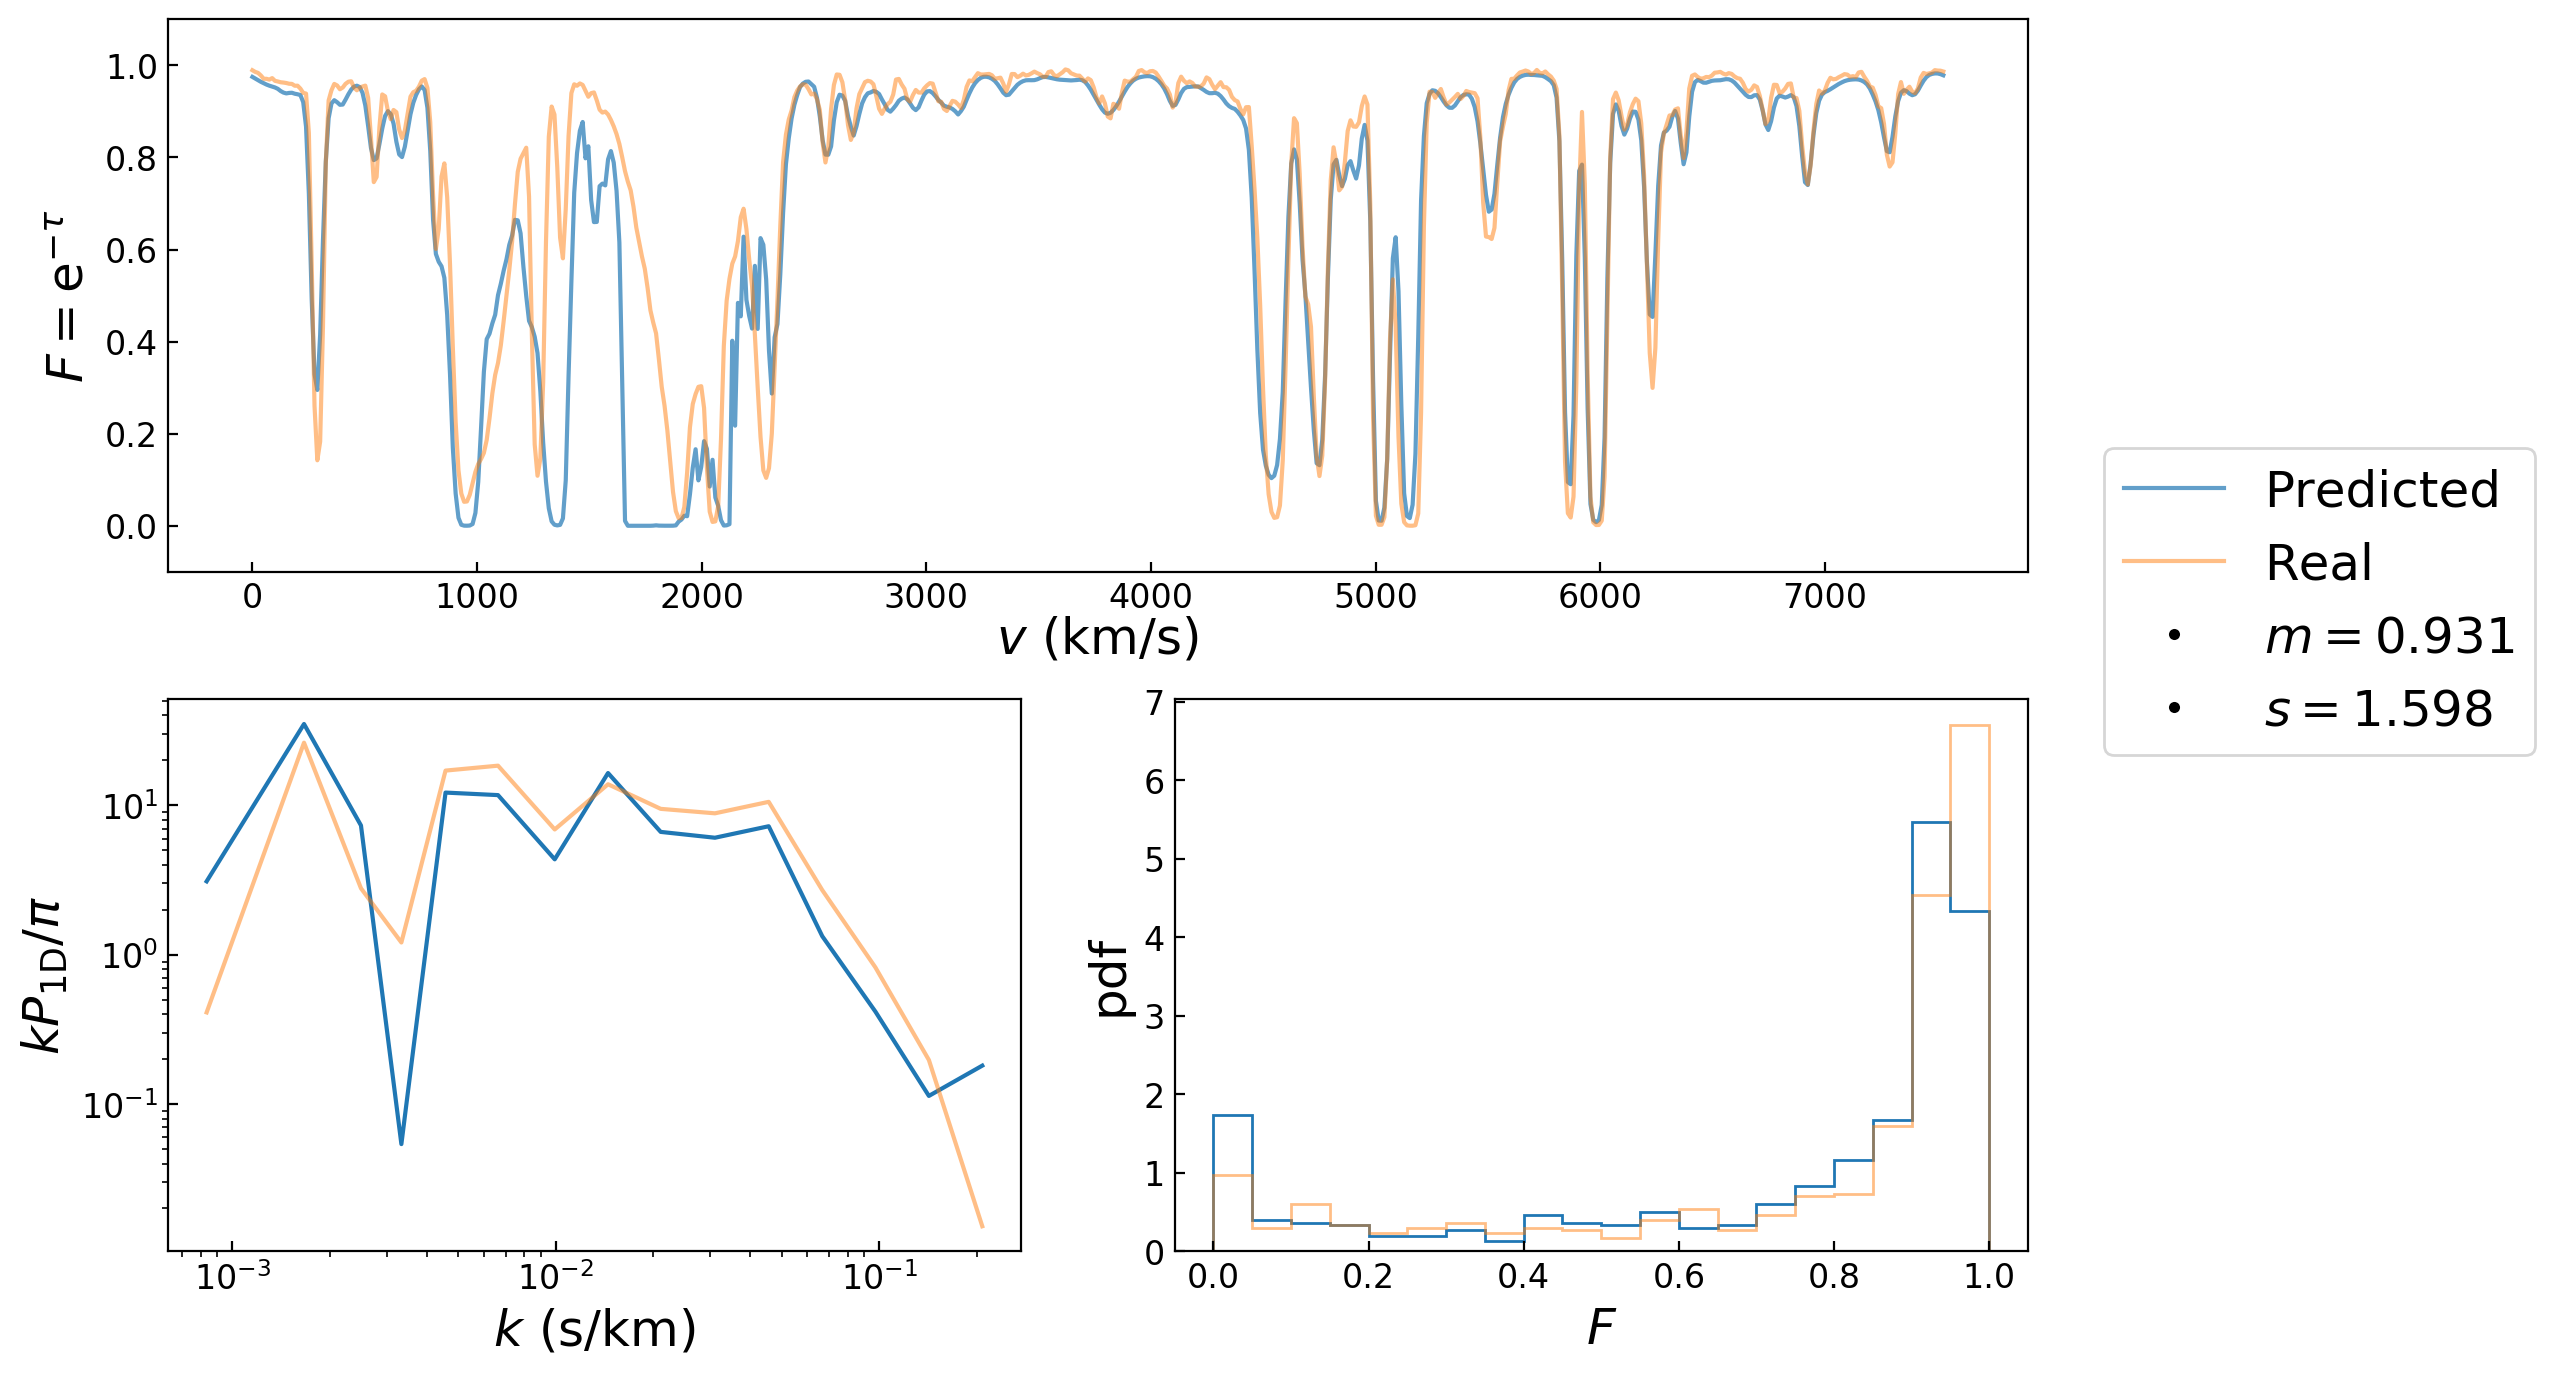 F = e^{−τ}
1.0
0.8
0.6
0.4
0.2
0.0
0 1000 2000 3000 4000 5000 6000 7000
v (km/s)
Predicted
Real
m = 0.931
s = 1.598
kP_{1D}/π
10^1
10^0
10^{−1}
10^{−3} 10^{−2} 10^{−1}
k (s/km)
pdf
7
6
5
4
3
2
1
0
0.0 0.2 0.4 0.6 0.8 1.0
F